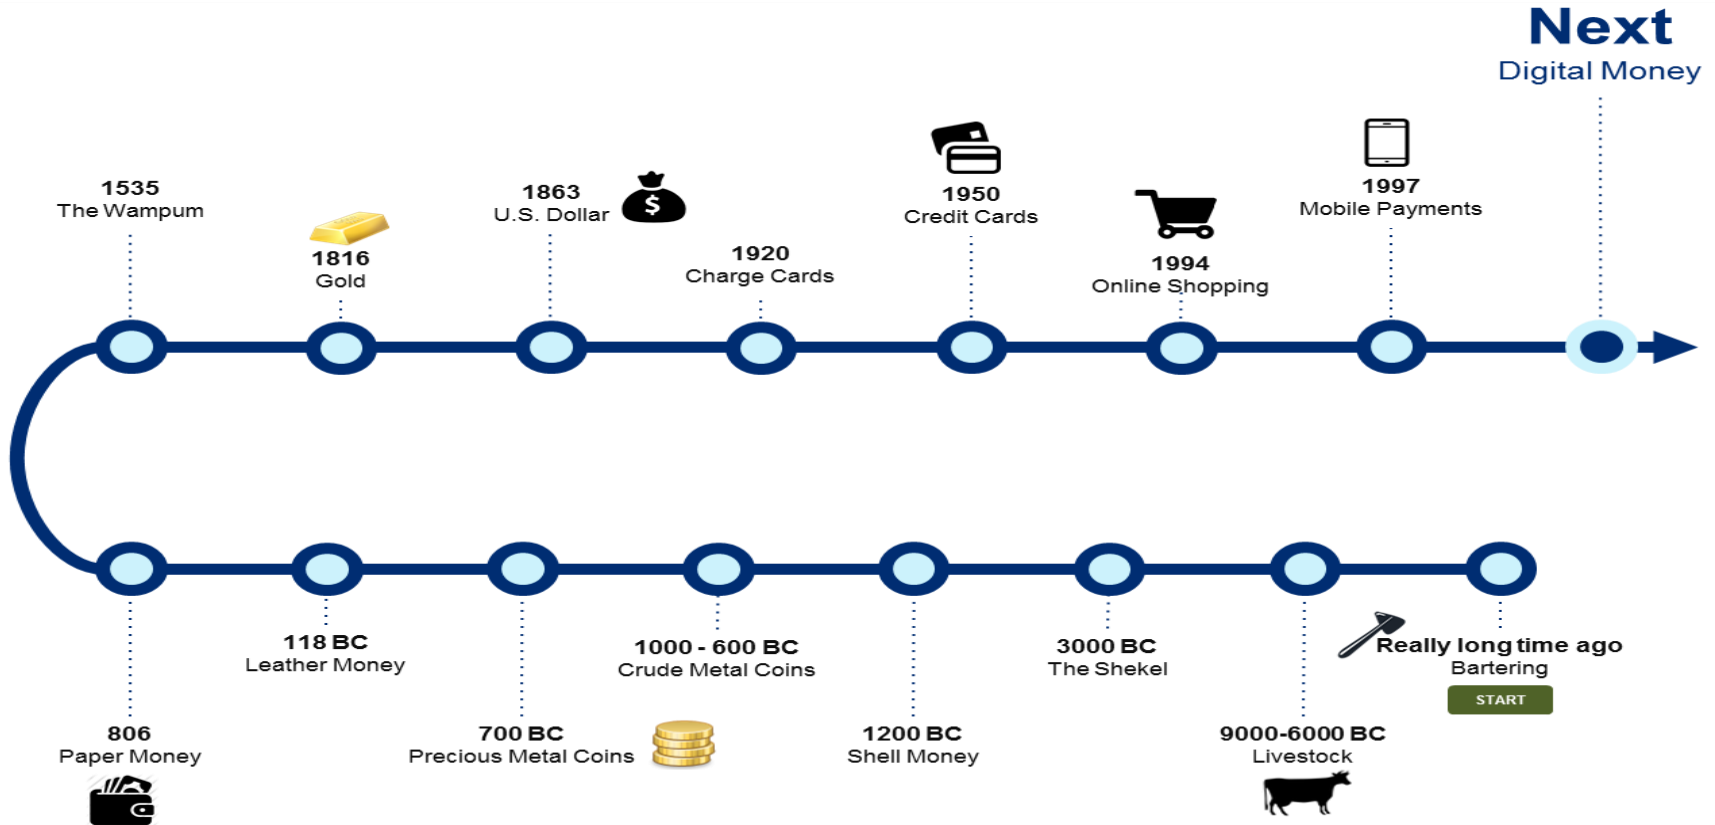 Next
Digital Money
1535
The Wampum
1816
Gold
1863
U.S. Dollar
$
1920
Charge Cards
1950
Credit Cards
1994
Online Shopping
1997
Mobile Payments
806
Paper Money
118 BC
Leather Money
700 BC
Precious Metal Coins
1000 - 600 BC
Crude Metal Coins
1200 BC
Shell Money
3000 BC
The Shekel
9000-6000 BC
Livestock
Really long time ago
Bartering
START